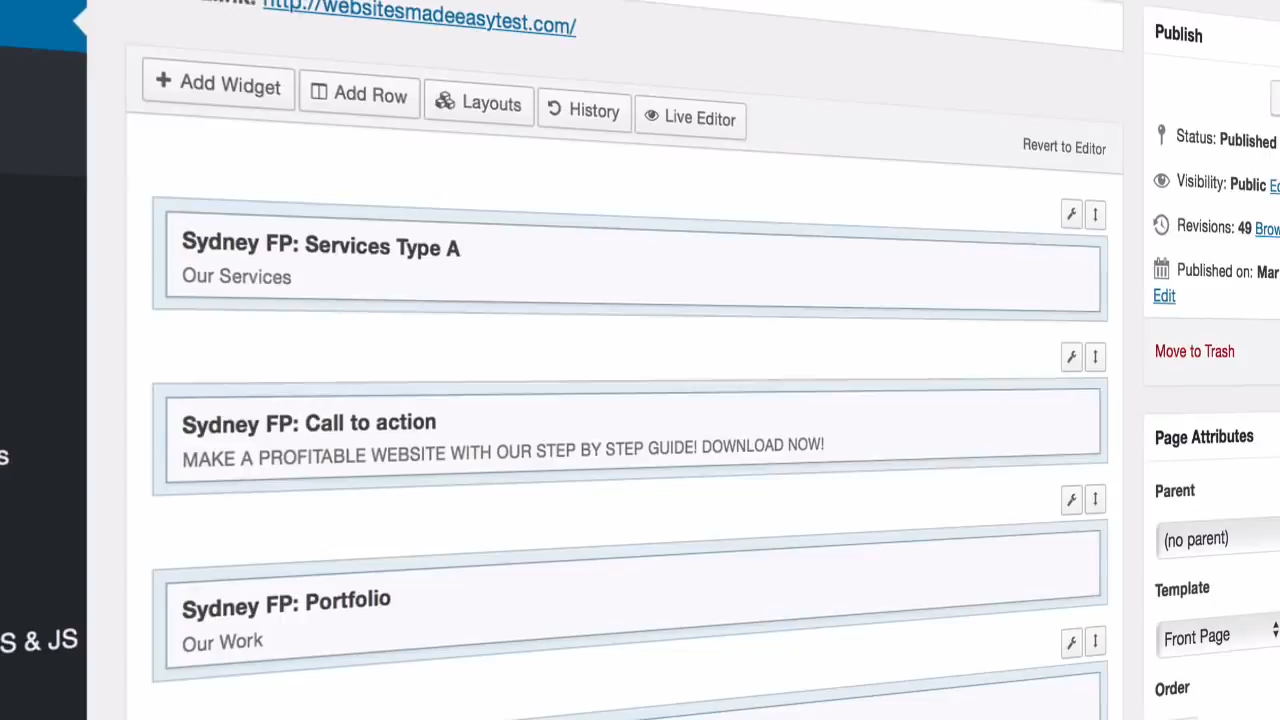 http://websitesmadeeasytest.com/
Add Widget
Add Row
Layouts
History
Live Editor
Revert to Editor
Sydney FP: Services Type A
Our Services
Sydney FP: Call to action
MAKE A PROFITABLE WEBSITE WITH OUR STEP BY STEP GUIDE! DOWNLOAD NOW!
Sydney FP: Portfolio
Our Work
S & JS
Publish
Status: Published
Visibility: Public
Revisions: 49
Published on: Mar
Edit
Move to Trash
Page Attributes
Parent
(no parent)
Template
Front Page
Order